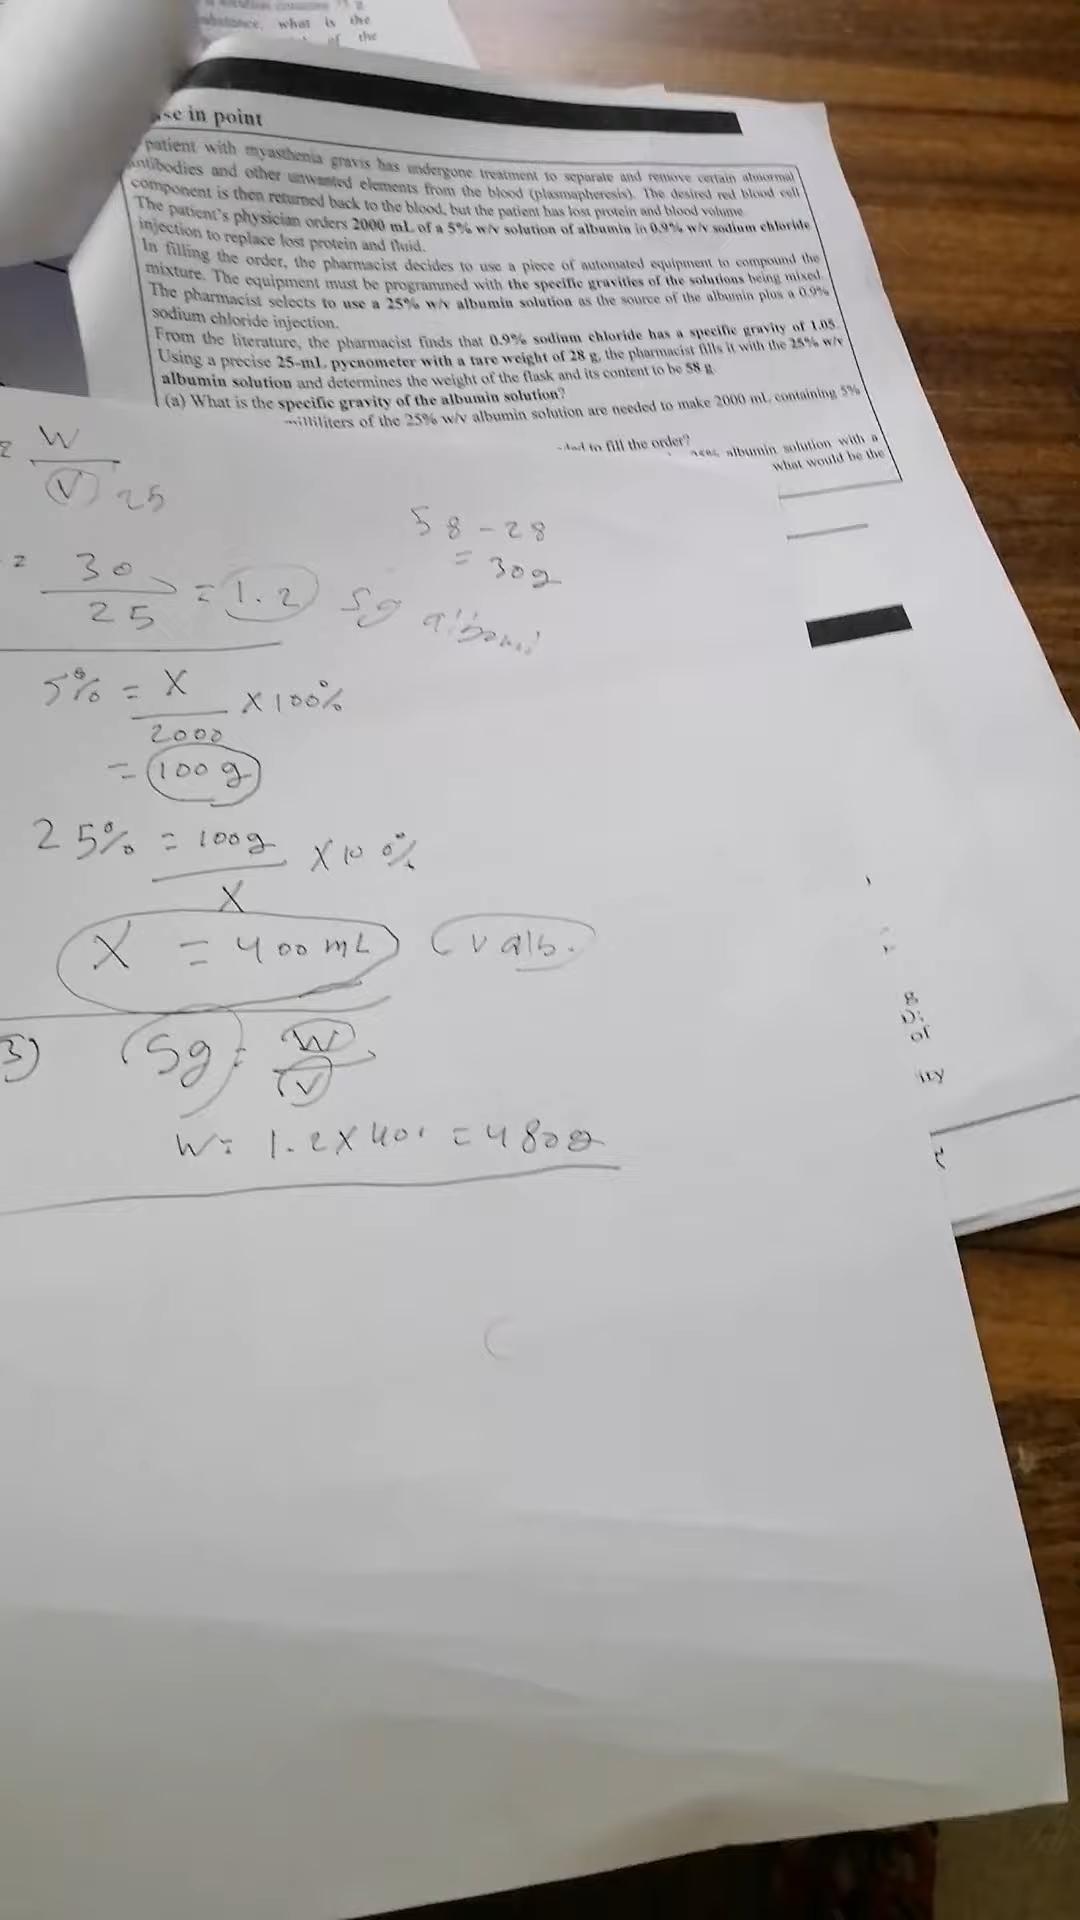 substance, what is the
of the
in point
patient with myasthenia gravis has undergone treatment to separate and remove certain abnormal
antibodies and other unwanted elements from the blood (plasmapheresis). The desired red blood cell
component is then returned back to the blood, but the patient has lost protein and blood volume.
The patient's physician orders 2000 mL of a 5% w/v solution of albumin in 0.9% w/v sodium chloride
injection to replace lost protein and fluid.
In filling the order, the pharmacist decides to use a piece of automated equipment to compound the
mixture. The equipment must be programmed with the specific gravities of the solutions being mixed.
The pharmacist selects to use a 25% w/v albumin solution as the source of the albumin plus a 0.9%
sodium chloride injection.
From the literature, the pharmacist finds that 0.9% sodium chloride has a specific gravity of 1.05.
Using a precise 25-mL pycnometer with a tare weight of 28 g, the pharmacist fills it with the 25% w/v
albumin solution and determines the weight of the flask and its content to be 58 g.
(a) What is the specific gravity of the albumin solution?
milliliters of the 25% w/v albumin solution are needed to make 2000 mL containing 5%
to fill the order?
albumin solution with a
what would be the
= W
(V) 25
58 - 28
= 30g
= 30
25
= 1.2 Sg
5% = X
2000
X 100%
= 100 g
25% = 100g
X
X 100%
X = 400 mL (V alb.
3) Sg = W
V
W = 1.2 X 400 = 480g
g
of